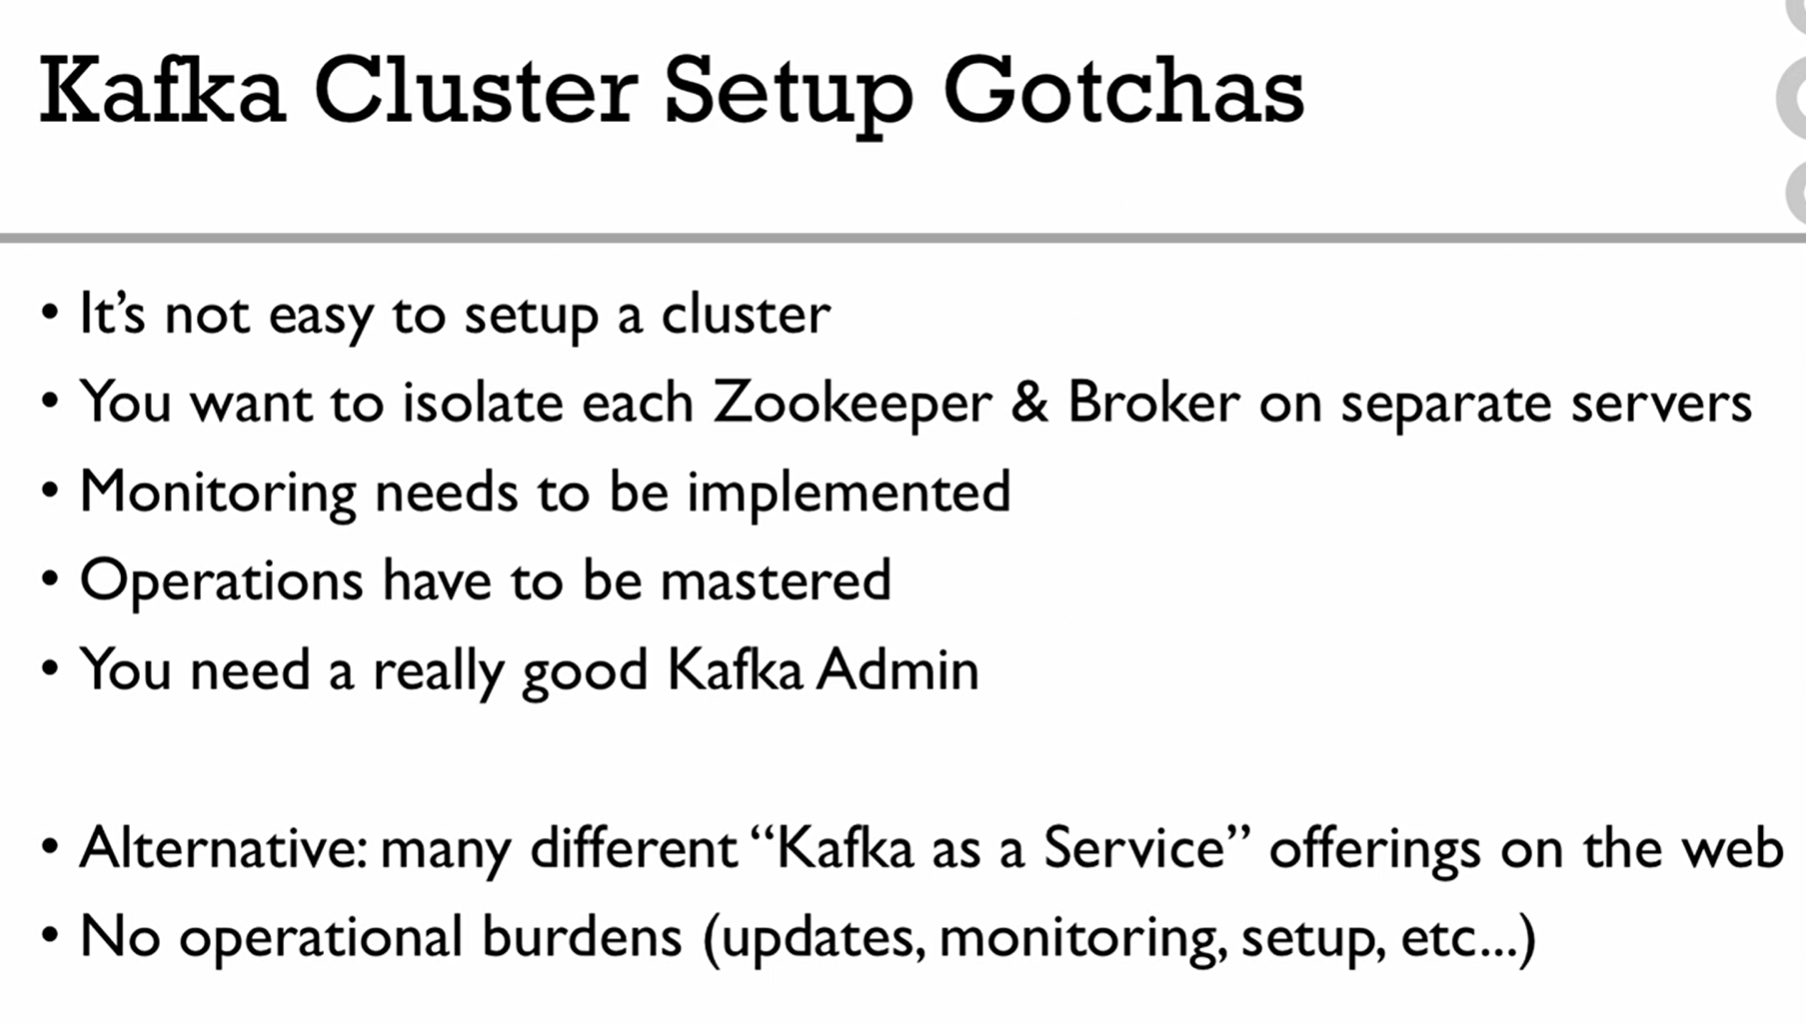 Kafka Cluster Setup Gotchas
• It’s not easy to setup a cluster
• You want to isolate each Zookeeper & Broker on separate servers
• Monitoring needs to be implemented
• Operations have to be mastered
• You need a really good Kafka Admin
• Alternative: many different “Kafka as a Service” offerings on the web
• No operational burdens (updates, monitoring, setup, etc...)